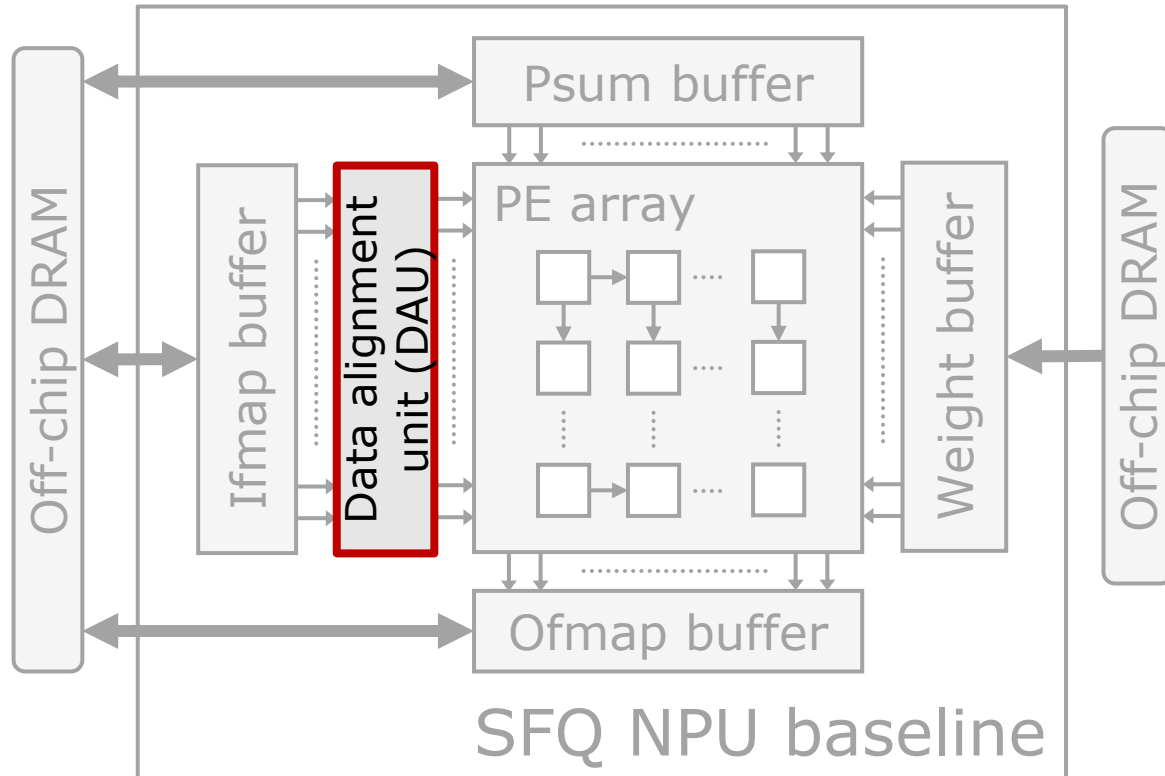 Psum buffer
Off-chip DRAM
Ifmap buffer
Data alignment
unit (DAU)
PE array
Weight buffer
Off-chip DRAM
Ofmap buffer
SFQ NPU baseline